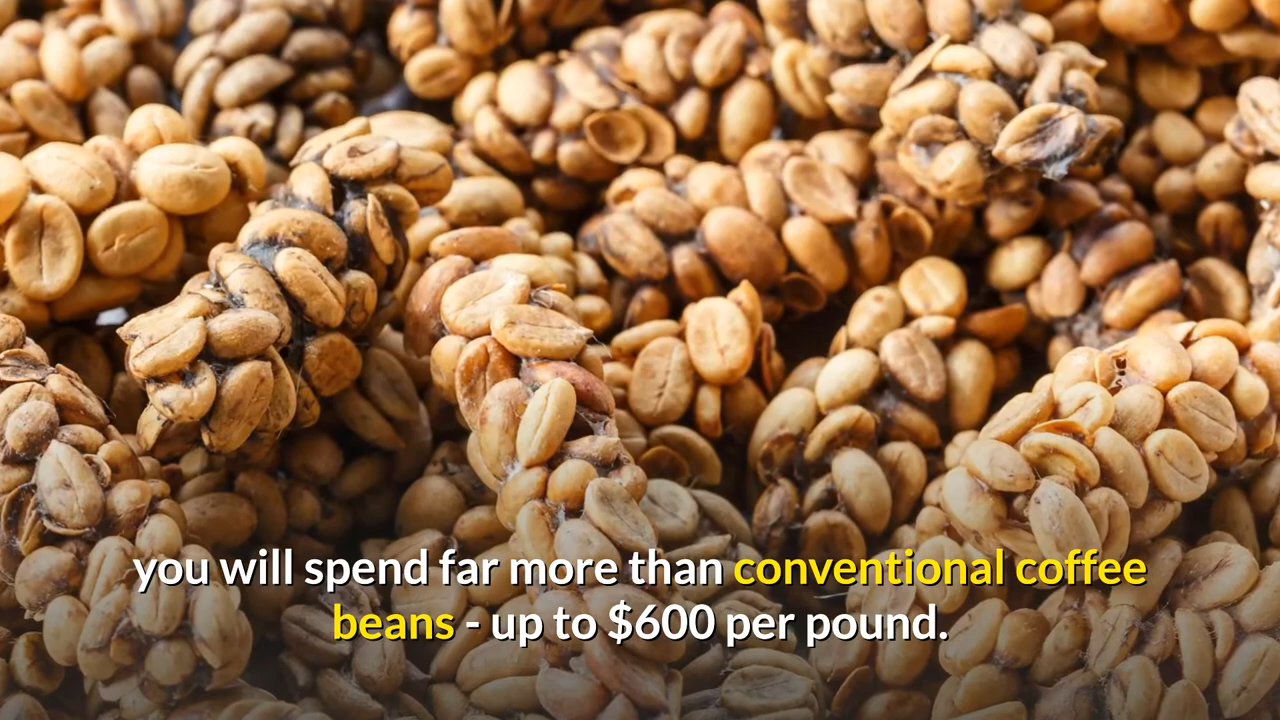 you will spend far more than conventional coffee
beans - up to $600 per pound.